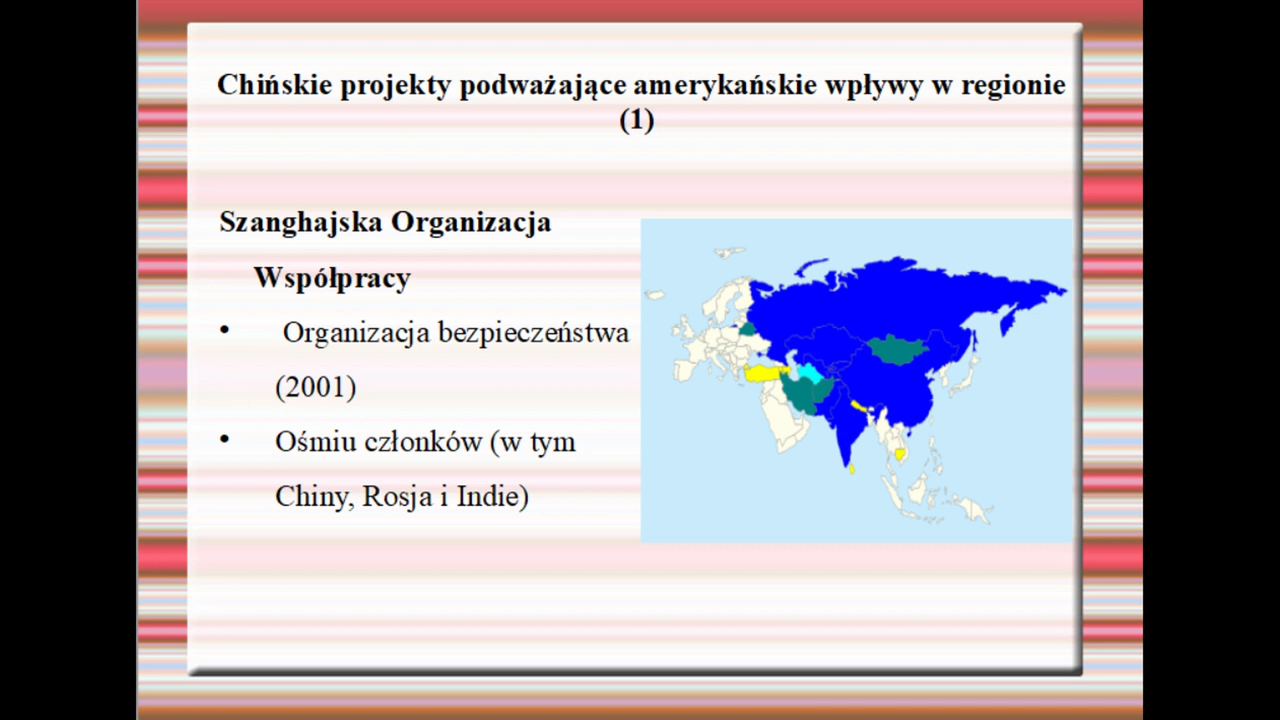 Chińskie projekty podważające amerykańskie wpływy w regionie
(1)
Szanghajska Organizacja
Współpracy
• Organizacja bezpieczeństwa
(2001)
• Ośmiu członków (w tym
Chiny, Rosja i Indie)